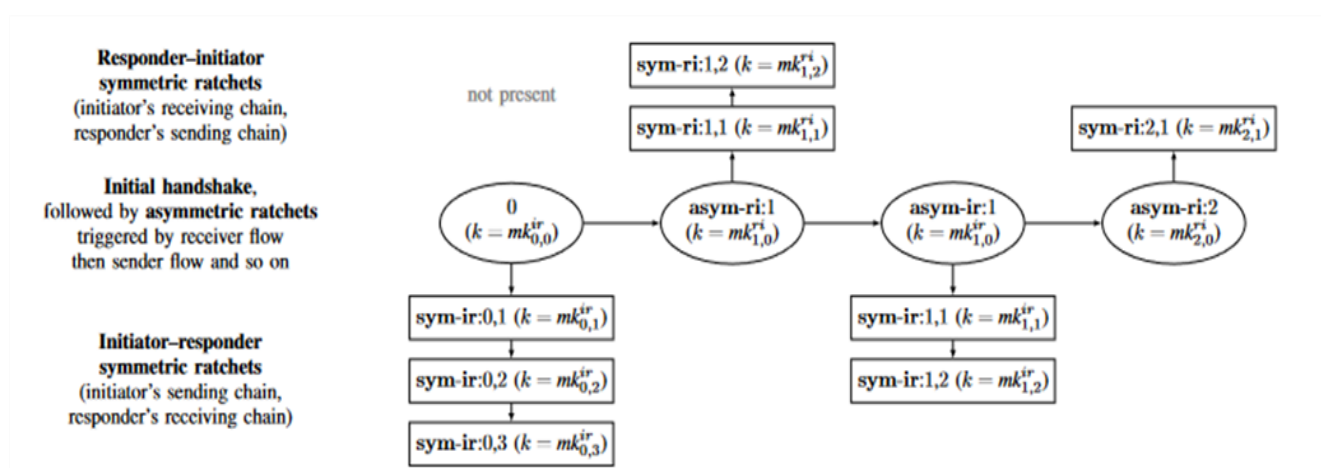 Responder–initiator
symmetric ratchets
(initiator's receiving chain,
responder's sending chain)
not present
sym-ri:1,2 (k = mk^{ri}_{1,2})
sym-ri:1,1 (k = mk^{ri}_{1,1})
sym-ri:2,1 (k = mk^{ri}_{2,1})
Initial handshake,
followed by asymmetric ratchets
triggered by receiver flow
then sender flow and so on
0
(k = mk^{ir}_{0,0})
asym-ri:1
(k = mk^{ri}_{1,0})
asym-ir:1
(k = mk^{ir}_{1,0})
asym-ri:2
(k = mk^{ri}_{2,0})
Initiator–responder
symmetric ratchets
(initiator's sending chain,
responder's receiving chain)
sym-ir:0,1 (k = mk^{ir}_{0,1})
sym-ir:0,2 (k = mk^{ir}_{0,2})
sym-ir:0,3 (k = mk^{ir}_{0,3})
sym-ir:1,1 (k = mk^{ir}_{1,1})
sym-ir:1,2 (k = mk^{ir}_{1,2})